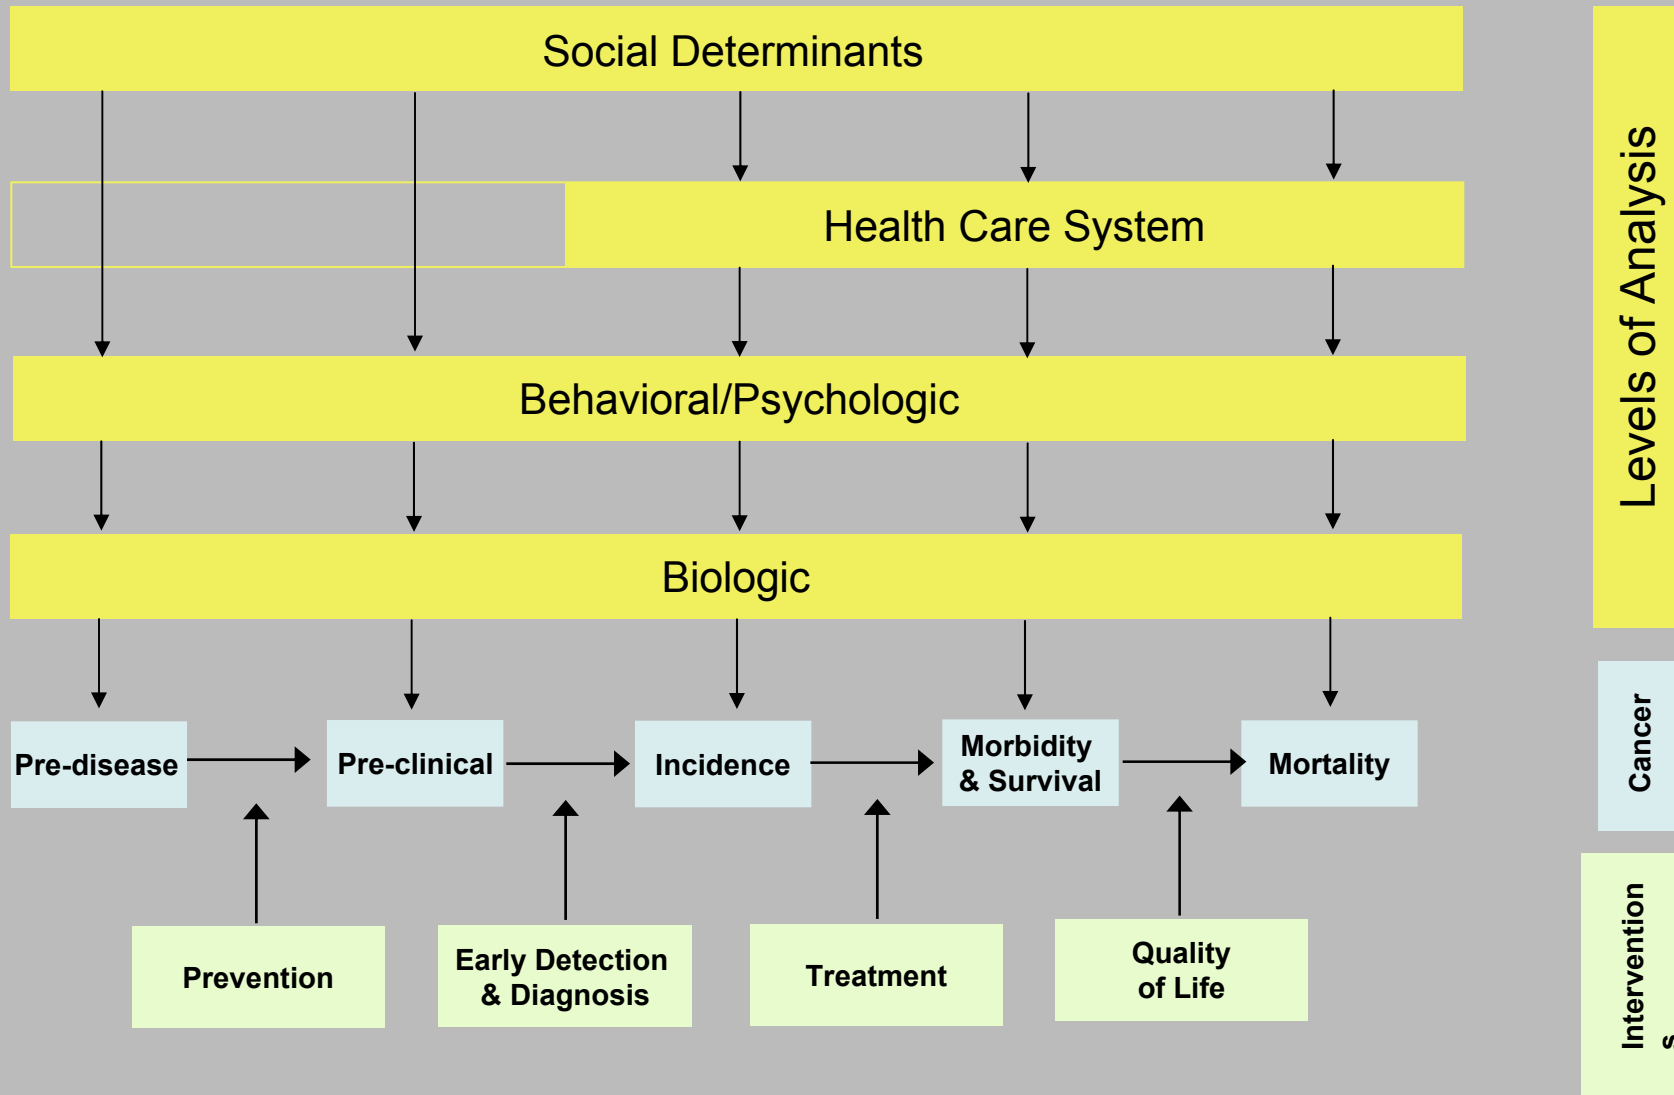 Social Determinants
Health Care System
Behavioral/Psychologic
Biologic
Pre-disease
Pre-clinical
Incidence
Morbidity
& Survival
Mortality
Prevention
Early Detection
& Diagnosis
Treatment
Quality
of Life
Levels of Analysis
Cancer
Intervention
s